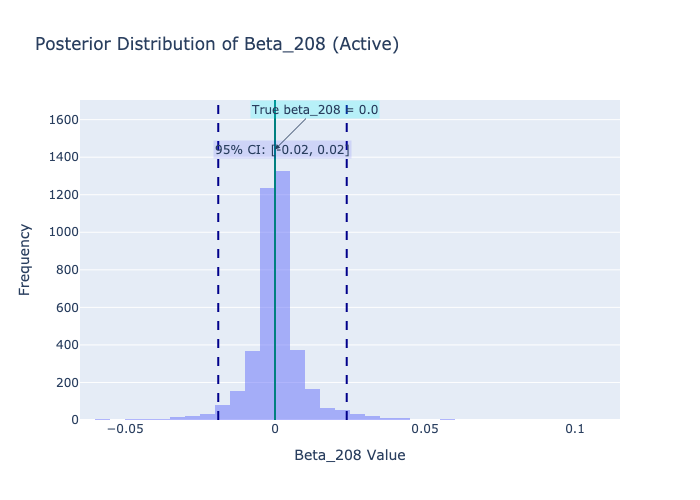 Posterior Distribution of Beta_208 (Active)
True beta_208 = 0.0
95% CI: [-0.02, 0.02]
1600
1400
1200
1000
800
600
400
200
0
Frequency
−0.05
0
0.05
0.1
Beta_208 Value